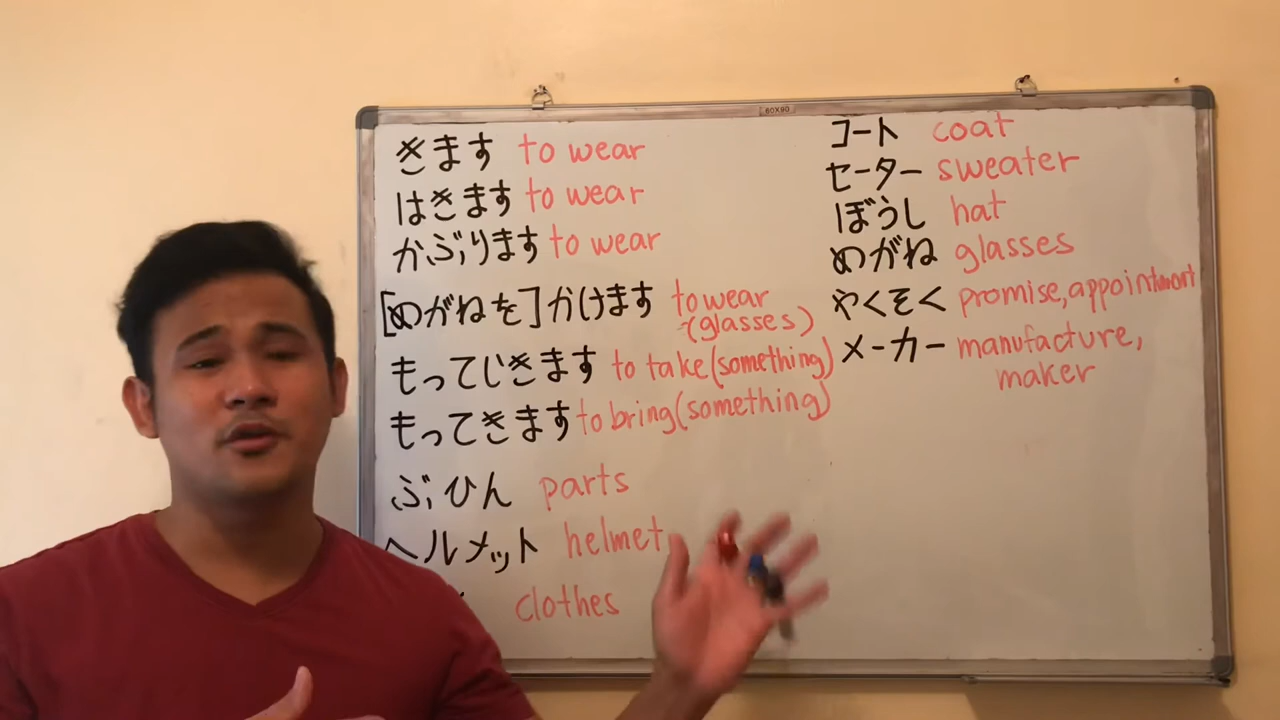 60X90
きます to wear
はきます to wear
かぶります to wear
[めがねを]かけます to wear
(glasses)
もってじきます to take (something)
もってきます to bring (something)
ぶひん parts
ヘルメット helmet
clothes
コート coat
セーター sweater
ぼうし hat
めがね glasses
やくそく promise, appointment
メーカー manufacture,
maker